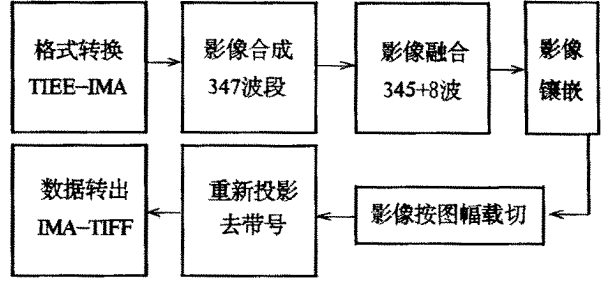 格式转换
TIEE-IMA
影像合成
347波段
影像融合
345+8波
影像
镶嵌
影像按图幅载切
重新投影
去带号
数据转出
IMA-TIFF